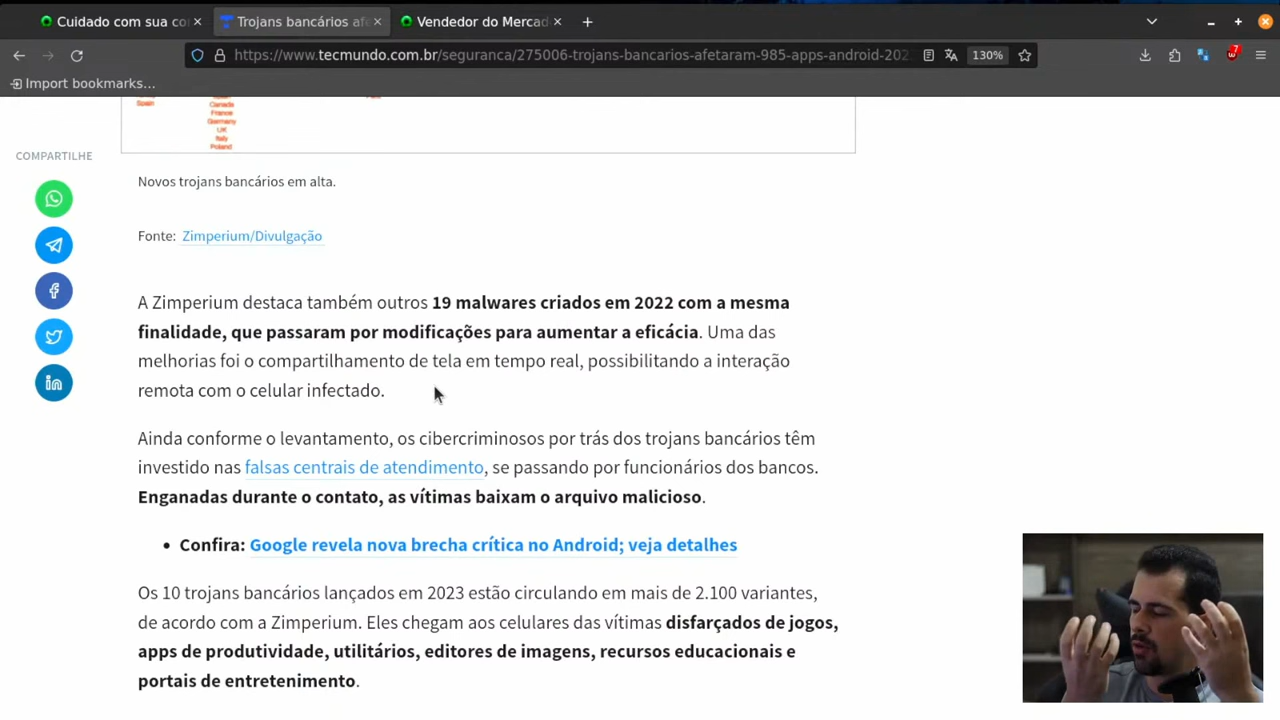 Cuidado com sua co
Trojans bancários afe
Vendedor do Mercad
https://www.tecmundo.com.br/seguranca/275006-trojans-bancarios-afetaram-985-apps-android-202
130%
7
Import bookmarks…
Spain
Canada
France
Germany
UK
Italy
Poland
COMPARTILHE
Novos trojans bancários em alta.
Fonte: Zimperium/Divulgação
A Zimperium destaca também outros 19 malwares criados em 2022 com a mesma
finalidade, que passaram por modificações para aumentar a eficácia. Uma das
melhorias foi o compartilhamento de tela em tempo real, possibilitando a interação
remota com o celular infectado.
Ainda conforme o levantamento, os cibercriminosos por trás dos trojans bancários têm
investido nas falsas centrais de atendimento, se passando por funcionários dos bancos.
Enganadas durante o contato, as vítimas baixam o arquivo malicioso.
• Confira: Google revela nova brecha crítica no Android; veja detalhes
Os 10 trojans bancários lançados em 2023 estão circulando em mais de 2.100 variantes,
de acordo com a Zimperium. Eles chegam aos celulares das vítimas disfarçados de jogos,
apps de produtividade, utilitários, editores de imagens, recursos educacionais e
portais de entretenimento.